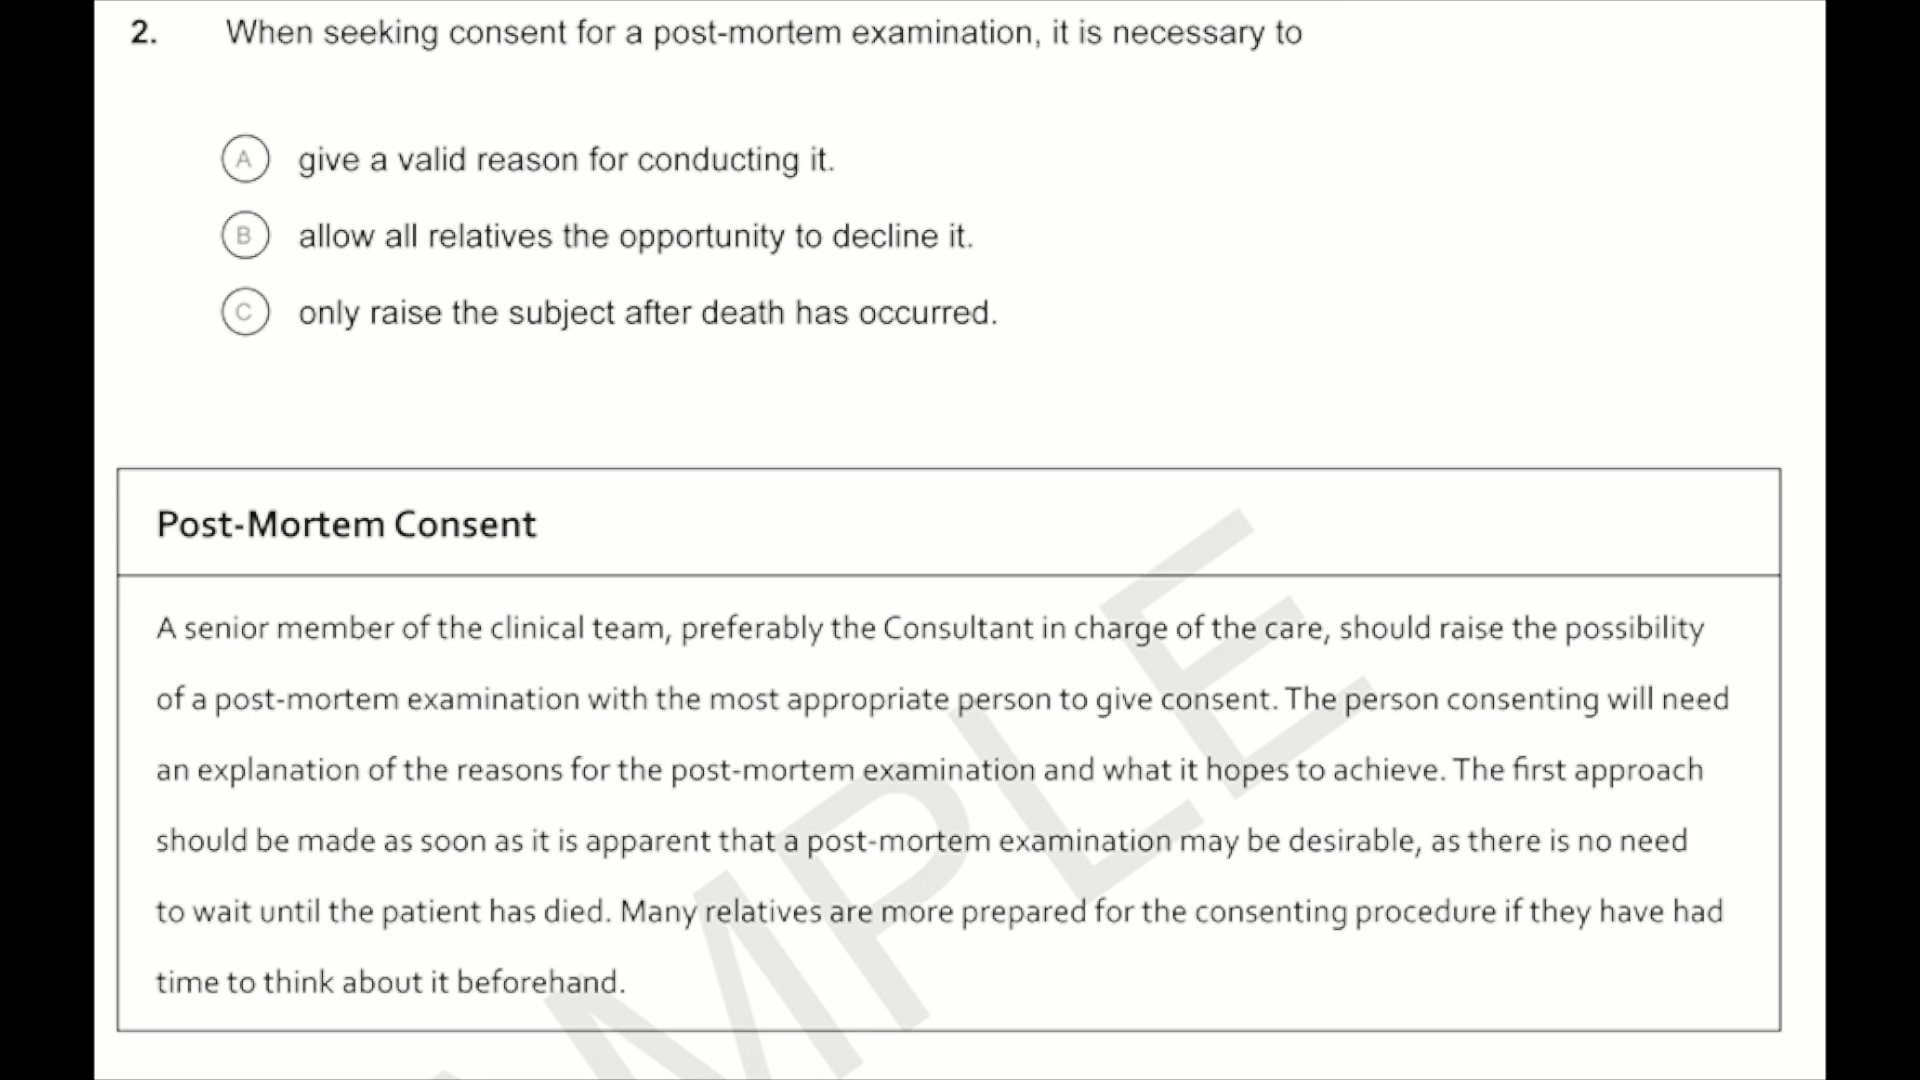 2. When seeking consent for a post-mortem examination, it is necessary to
A give a valid reason for conducting it.
B allow all relatives the opportunity to decline it.
C only raise the subject after death has occurred.
Post-Mortem Consent
A senior member of the clinical team, preferably the Consultant in charge of the care, should raise the possibility
of a post-mortem examination with the most appropriate person to give consent. The person consenting will need
an explanation of the reasons for the post-mortem examination and what it hopes to achieve. The first approach
should be made as soon as it is apparent that a post-mortem examination may be desirable, as there is no need
to wait until the patient has died. Many relatives are more prepared for the consenting procedure if they have had
time to think about it beforehand.
MPLE